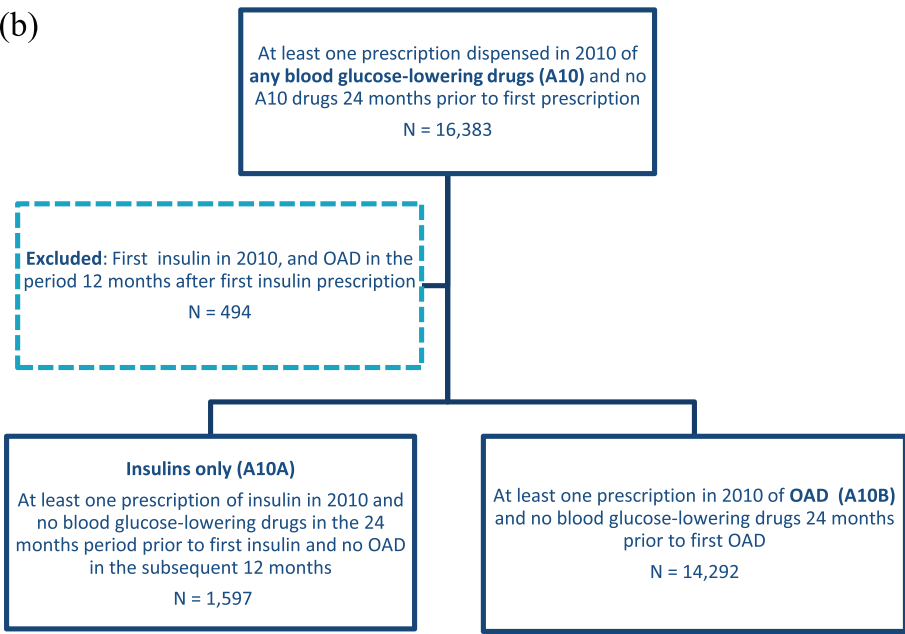 (b)
At least one prescription dispensed in 2010 of
any blood glucose-lowering drugs (A10) and no
A10 drugs 24 months prior to first prescription
N = 16,383
Excluded: First insulin in 2010, and OAD in the
period 12 months after first insulin prescription
N = 494
Insulins only (A10A)
At least one prescription of insulin in 2010 and
no blood glucose-lowering drugs in the 24
months period prior to first insulin and no OAD
in the subsequent 12 months
N = 1,597
At least one prescription in 2010 of OAD (A10B)
and no blood glucose-lowering drugs 24 months
prior to first OAD
N = 14,292